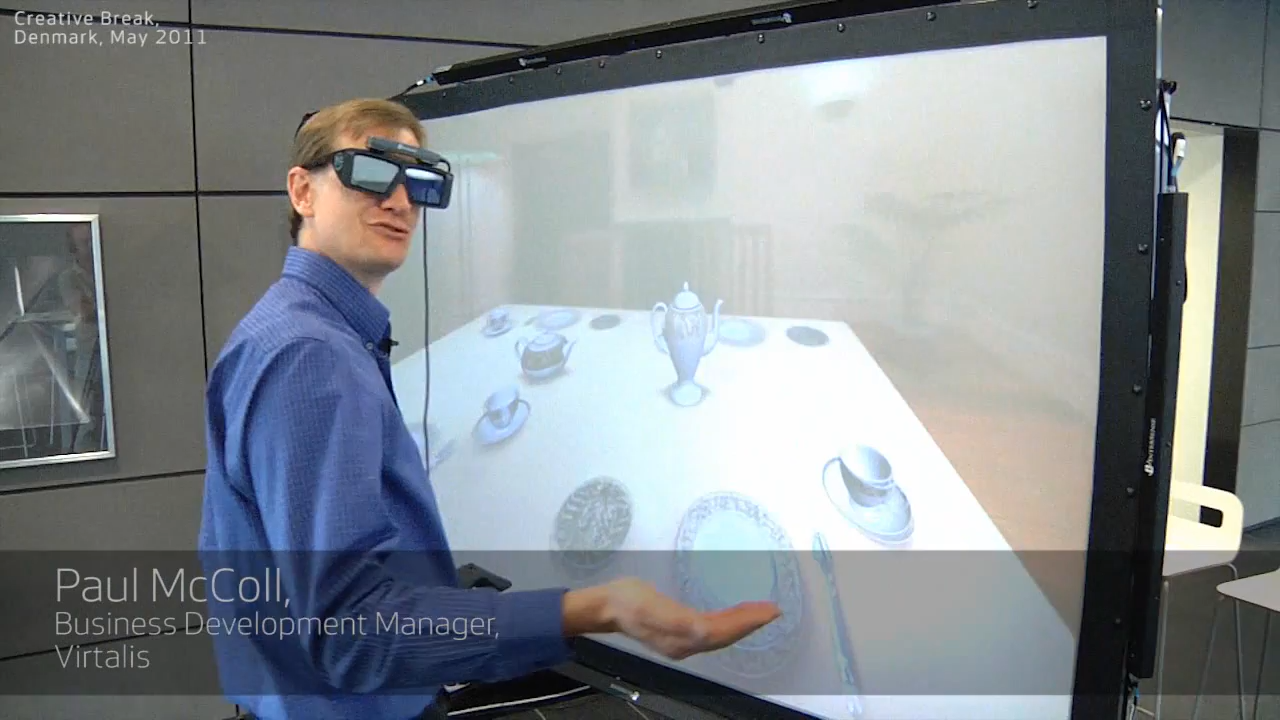 Creative Break,
Denmark, May 2011
Paul McColl,
Business Development Manager,
Virtalis